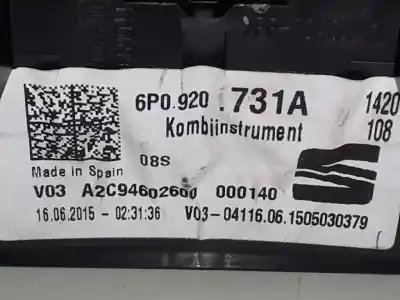 6P0.920 .731A 1420
Kombiinstrument 108
08S
Made in Spain
V03 A2C94602600 000140
16.06.2015 - 02:31:36 V03-04116.06.1505030379